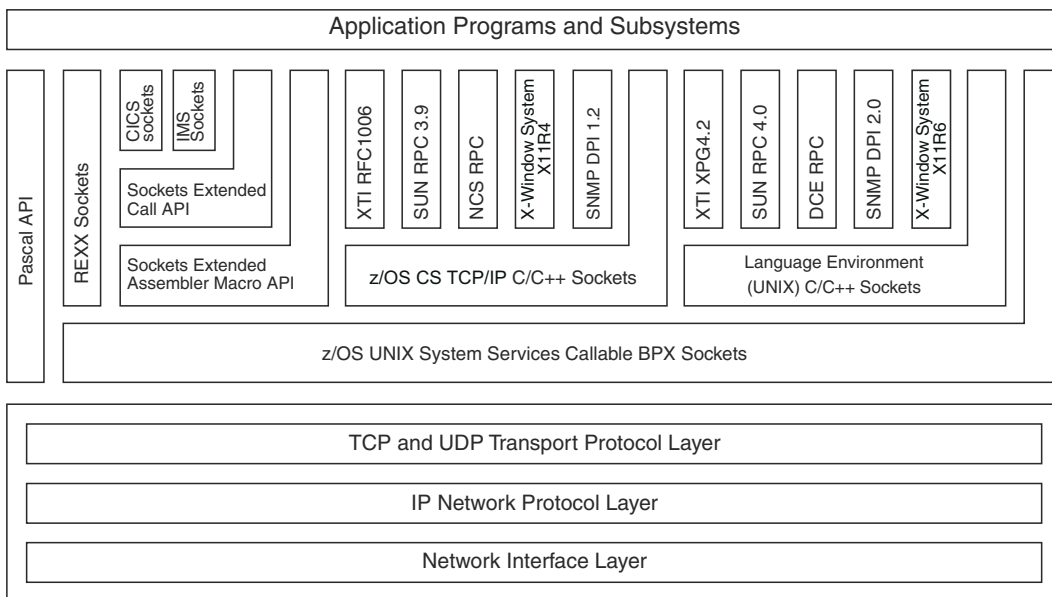 Application Programs and Subsystems
Pascal API
REXX Sockets
CICS
sockets
IMS
Sockets
Sockets Extended
Call API
Sockets Extended
Assembler Macro API
XTI RFC1006
SUN RPC 3.9
NCS RPC
X-Window System
X11R4
SNMP DPI 1.2
z/OS CS TCP/IP C/C++ Sockets
XTI XPG4.2
SUN RPC 4.0
DCE RPC
SNMP DPI 2.0
X-Window System
X11R6
Language Environment
(UNIX) C/C++ Sockets
z/OS UNIX System Services Callable BPX Sockets
TCP and UDP Transport Protocol Layer
IP Network Protocol Layer
Network Interface Layer